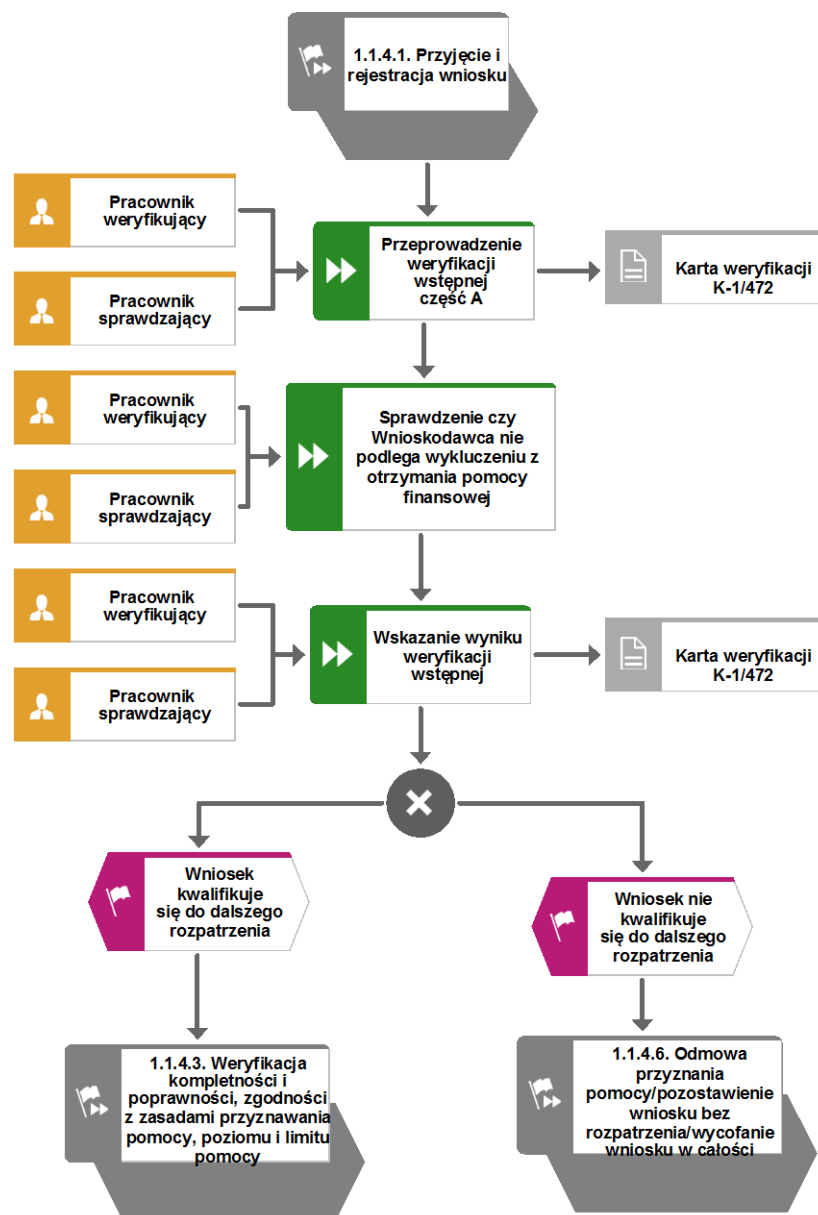 1.1.4.1. Przyjęcie i
rejestracja wniosku
Pracownik
weryfikujący
Pracownik
sprawdzający
Przeprowadzenie
weryfikacji
wstępnej
część A
Karta weryfikacji
K-1/472
Pracownik
weryfikujący
Pracownik
sprawdzający
Sprawdzenie czy
Wnioskodawca nie
podlega wykluczeniu z
otrzymania pomocy
finansowej
Pracownik
weryfikujący
Pracownik
sprawdzający
Wskazanie wyniku
weryfikacji
wstępnej
Karta weryfikacji
K-1/472
Wniosek
kwalifikuje
się do dalszego
rozpatrzenia
Wniosek nie
kwalifikuje
się do dalszego
rozpatrzenia
1.1.4.3. Weryfikacja
kompletności i
poprawności, zgodności
z zasadami przyznawania
pomocy, poziomu i limitu
pomocy
1.1.4.6. Odmowa
przyznania
pomocy/pozostawienie
wniosku bez
rozpatrzenia/wycofanie
wniosku w całości